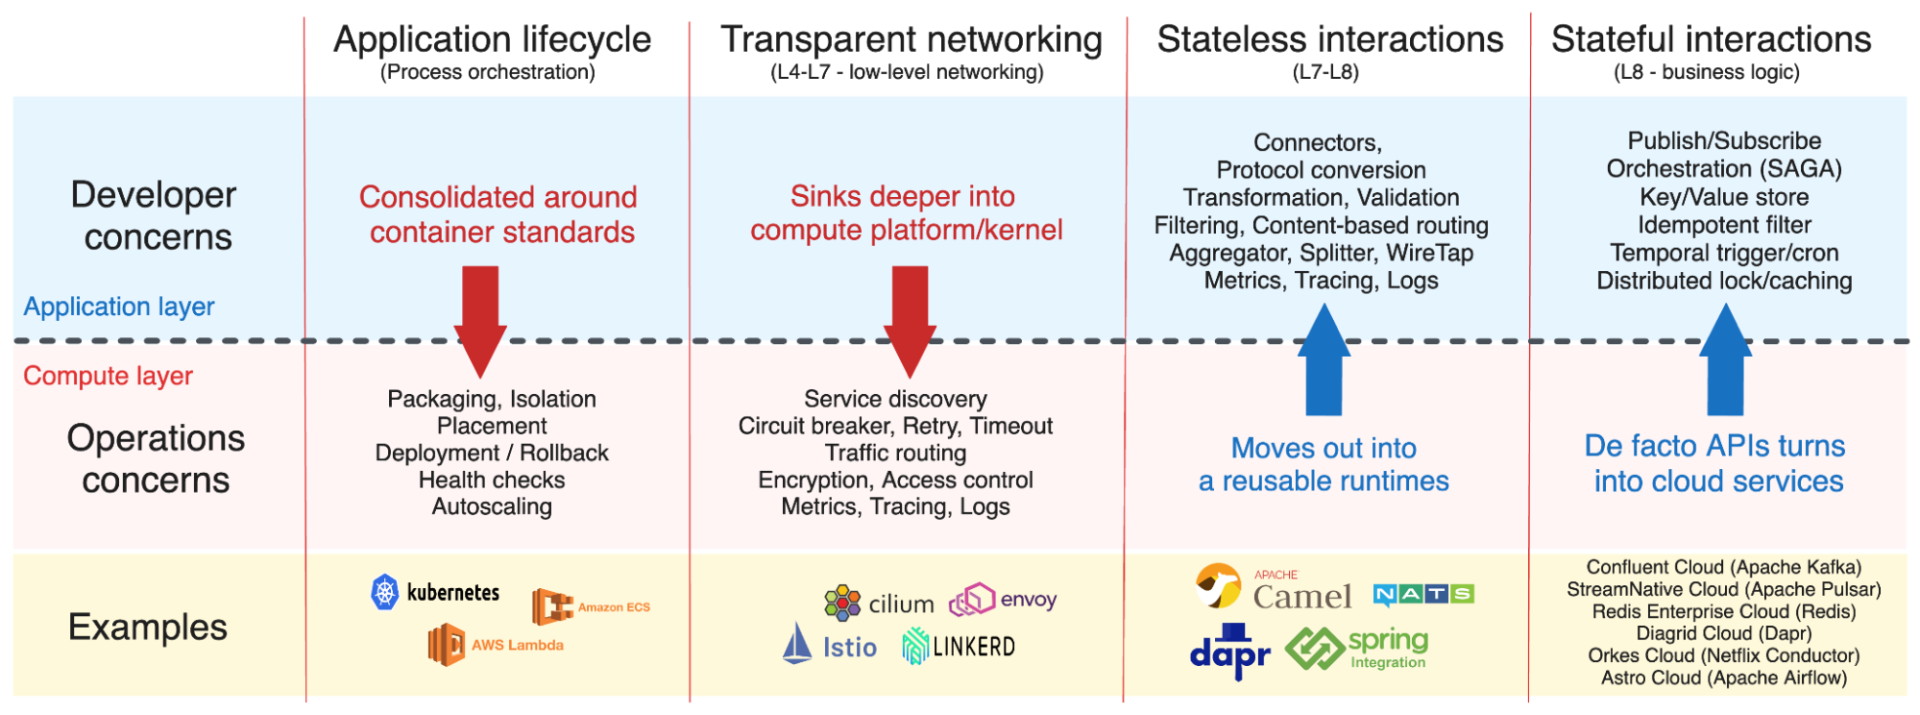 Application lifecycle
(Process orchestration)
Transparent networking
(L4-L7 - low-level networking)
Stateless interactions
(L7-L8)
Stateful interactions
(L8 - business logic)
Developer
concerns
Application layer
Consolidated around
container standards
Sinks deeper into
compute platform/kernel
Connectors,
Protocol conversion
Transformation, Validation
Filtering, Content-based routing
Aggregator, Splitter, WireTap
Metrics, Tracing, Logs
Publish/Subscribe
Orchestration (SAGA)
Key/Value store
Idempotent filter
Temporal trigger/cron
Distributed lock/caching
Compute layer
Operations
concerns
Packaging, Isolation
Placement
Deployment / Rollback
Health checks
Autoscaling
Service discovery
Circuit breaker, Retry, Timeout
Traffic routing
Encryption, Access control
Metrics, Tracing, Logs
Moves out into
a reusable runtimes
De facto APIs turns
into cloud services
Examples
kubernetes
Amazon ECS
AWS Lambda
cilium
envoy
Istio
LINKERD
APACHE
Camel
NATS
dapr
spring
Integration
Confluent Cloud (Apache Kafka)
StreamNative Cloud (Apache Pulsar)
Redis Enterprise Cloud (Redis)
Diagrid Cloud (Dapr)
Orkes Cloud (Netflix Conductor)
Astro Cloud (Apache Airflow)